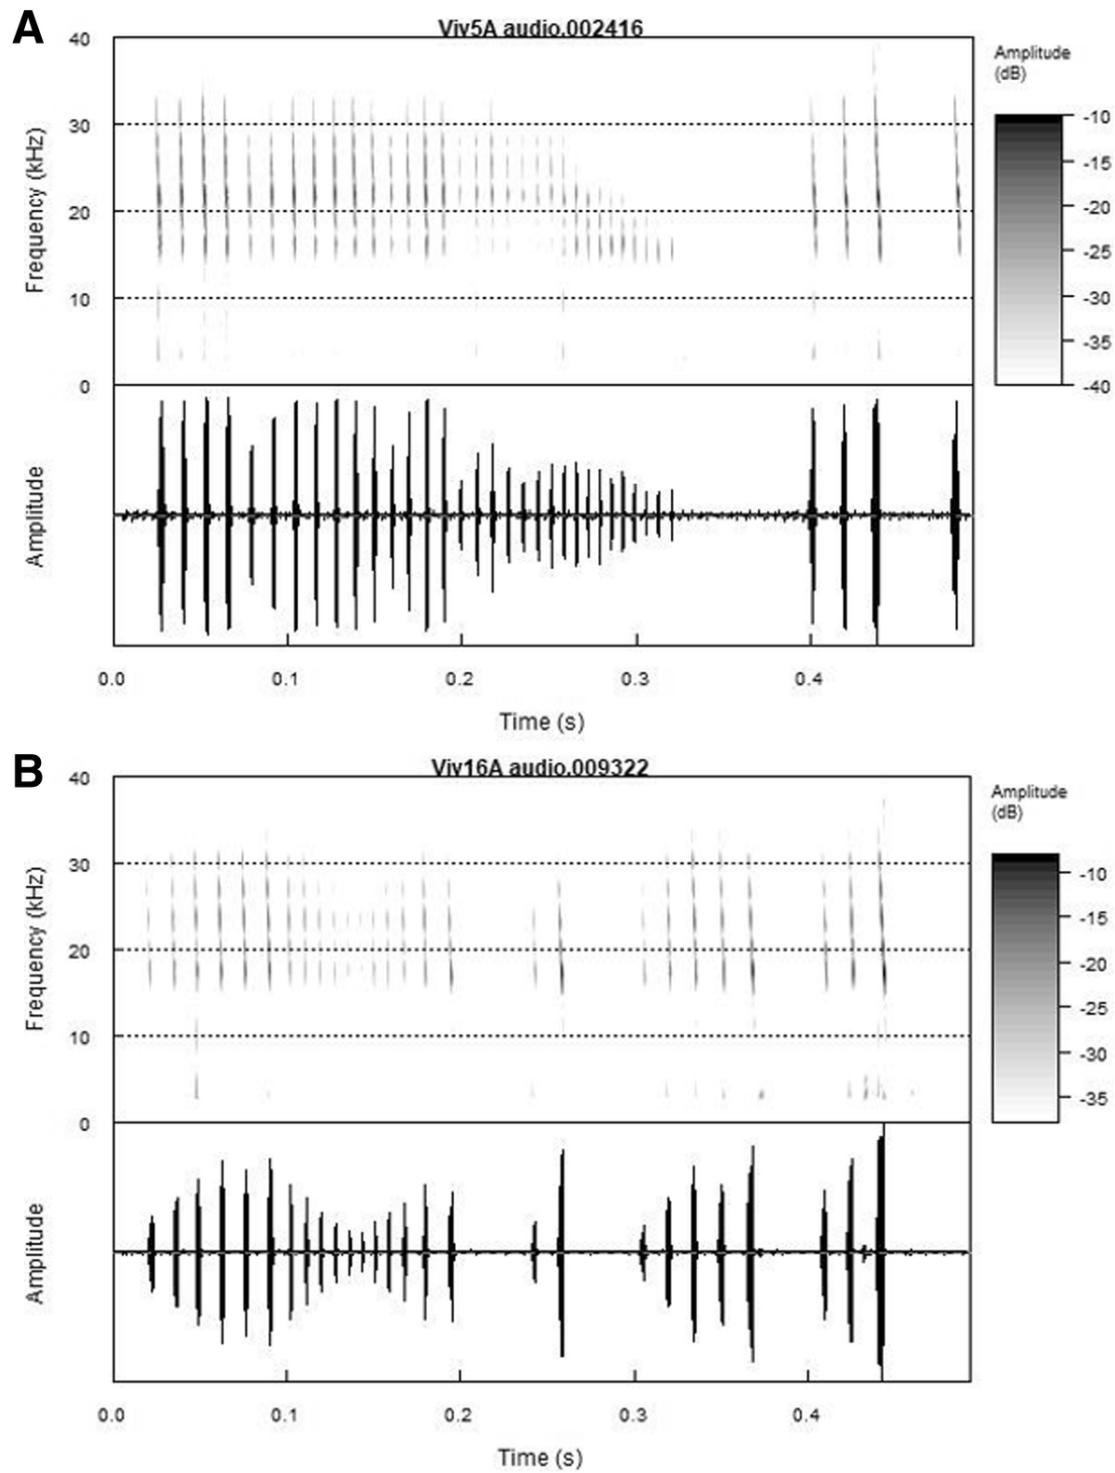 A
Viv5A audio.002416
Amplitude
(dB)
40
30
20
10
0
Frequency (kHz)
-10
-15
-20
-25
-30
-35
-40
Amplitude
0.0 0.1 0.2 0.3 0.4
Time (s)
B
Viv16A audio.009322
Amplitude
(dB)
40
30
20
10
0
Frequency (kHz)
-10
-15
-20
-25
-30
-35
Amplitude
0.0 0.1 0.2 0.3 0.4
Time (s)